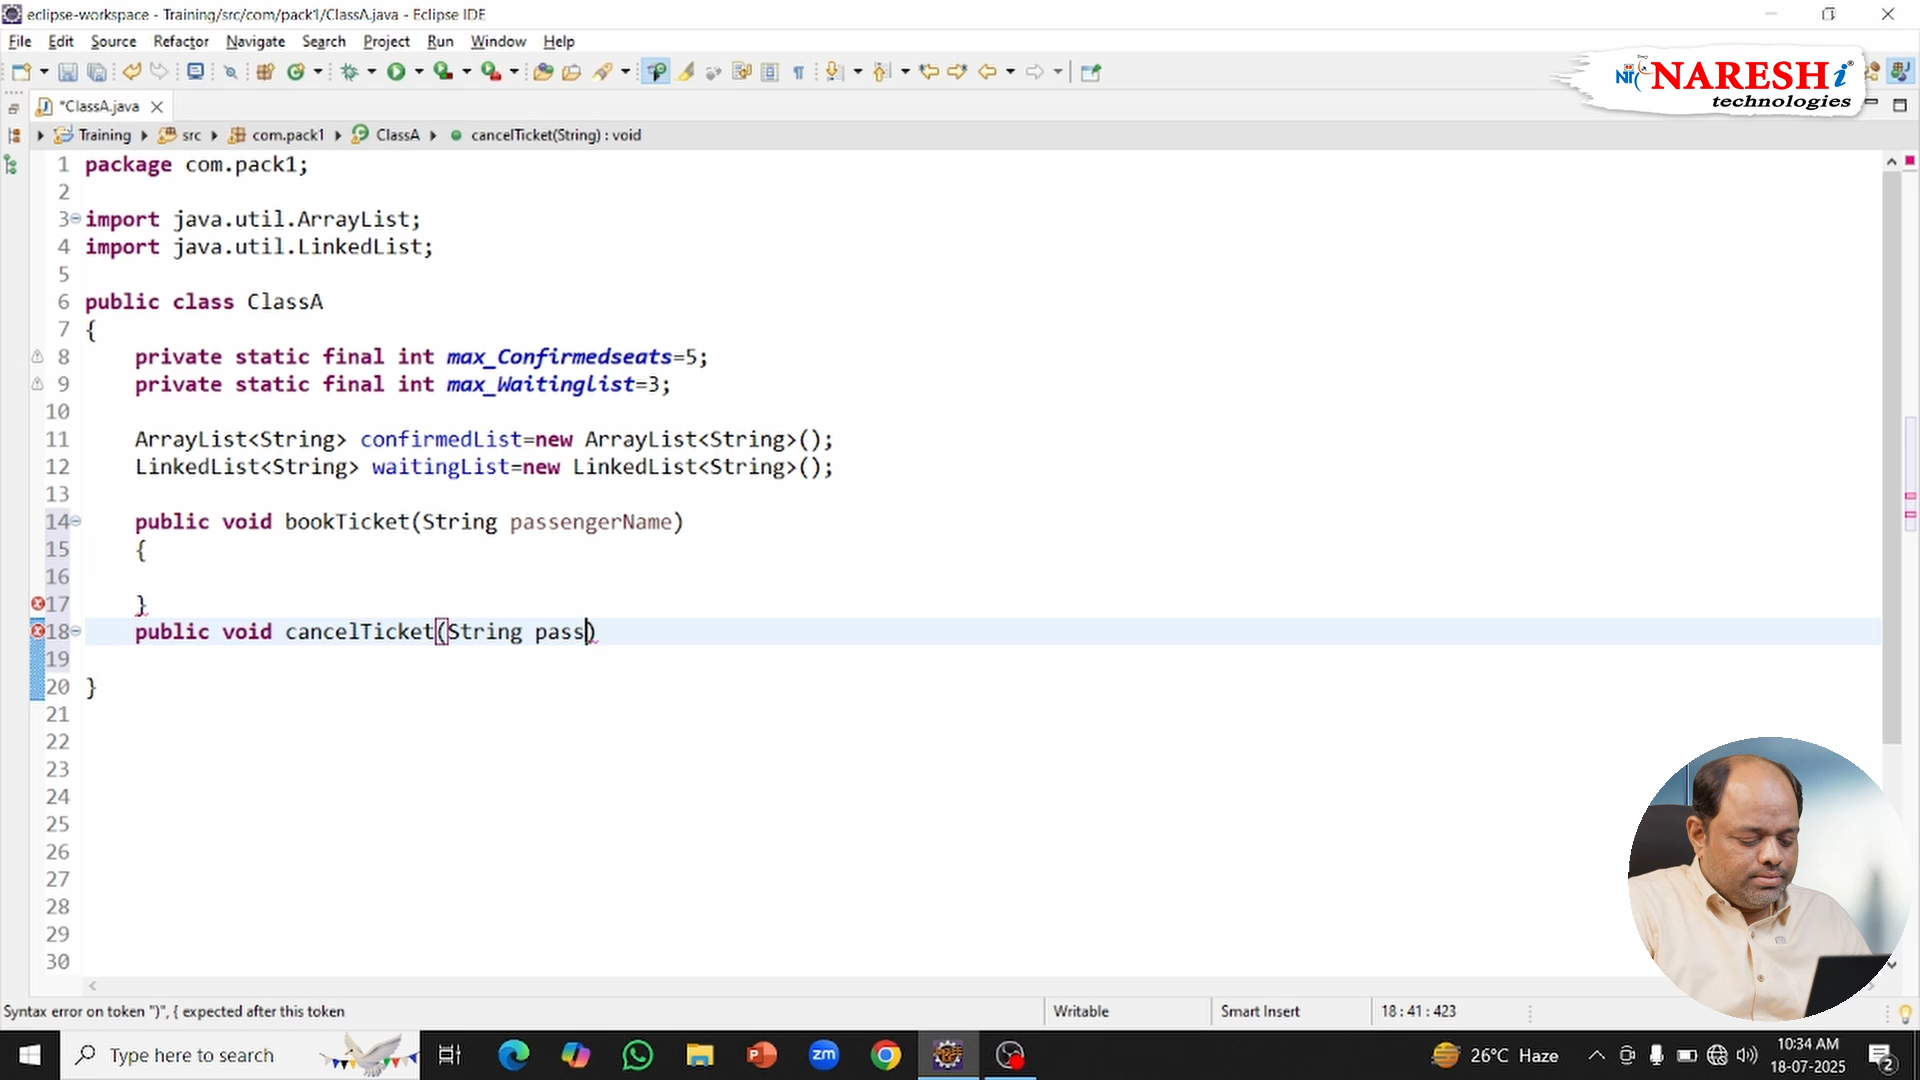 eclipse-workspace - Training/src/com/pack1/ClassA.java - Eclipse IDE
File Edit Source Refactor Navigate Search Project Run Window Help
NARESHi®
technologies
*ClassA.java
Training src com.pack1 ClassA cancelTicket(String) : void
1 package com.pack1;
2
3 import java.util.ArrayList;
4 import java.util.LinkedList;
5
6 public class ClassA
7 {
8 private static final int max_Confirmedseats=5;
9 private static final int max_Waitinglist=3;
10
11 ArrayList<String> confirmedList=new ArrayList<String>();
12 LinkedList<String> waitingList=new LinkedList<String>();
13
14 public void bookTicket(String passengerName)
15 {
16
17 }
18 public void cancelTicket(String pass)
19
20 }
21
22
23
24
25
26
27
28
29
30
Syntax error on token ")", { expected after this token
Writable
Smart Insert
18 : 41 : 423
Type here to search
zm
26°C Haze
10:34 AM
18-07-2025
2